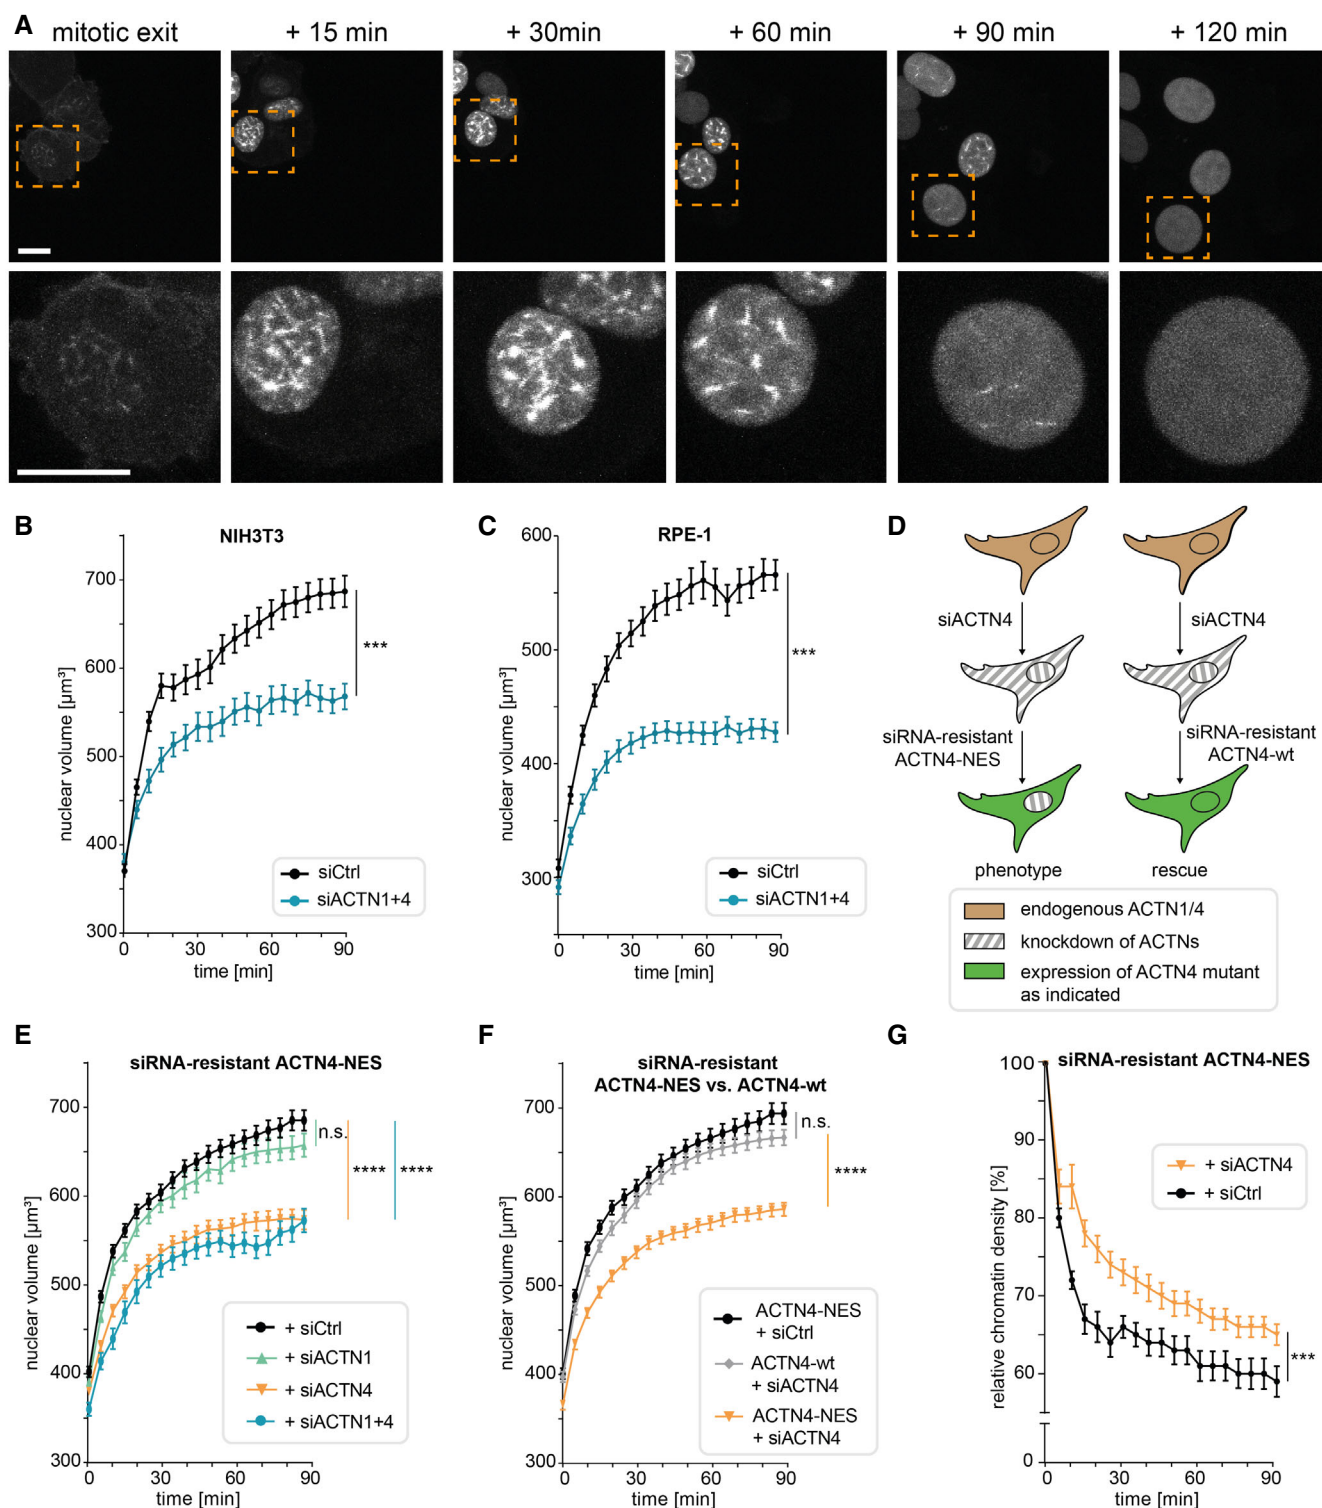 A
mitotic exit
+ 15 min
+ 30min
+ 60 min
+ 90 min
+ 120 min
B
NIH3T3
nuclear volume [µm³]
700
600
500
400
300
0
30
60
90
time [min]
siCtrl
siACTN1+4
***
C
RPE-1
nuclear volume [µm³]
600
500
400
300
0
30
60
90
time [min]
siCtrl
siACTN1+4
***
D
siACTN4
siACTN4
siRNA-resistant
ACTN4-NES
siRNA-resistant
ACTN4-wt
phenotype
rescue
endogenous ACTN1/4
knockdown of ACTNs
expression of ACTN4 mutant
as indicated
E
siRNA-resistant ACTN4-NES
nuclear volume [µm³]
700
600
500
400
300
0
30
60
90
time [min]
n.s.
****
****
+ siCtrl
+ siACTN1
+ siACTN4
+ siACTN1+4
F
siRNA-resistant
ACTN4-NES vs. ACTN4-wt
nuclear volume [µm³]
700
600
500
400
300
0
30
60
90
time [min]
n.s.
****
ACTN4-NES
+ siCtrl
ACTN4-wt
+ siACTN4
ACTN4-NES
+ siACTN4
G
siRNA-resistant ACTN4-NES
relative chromatin density [%]
100
90
80
70
60
0
0
30
60
90
time [min]
+ siACTN4
+ siCtrl
***